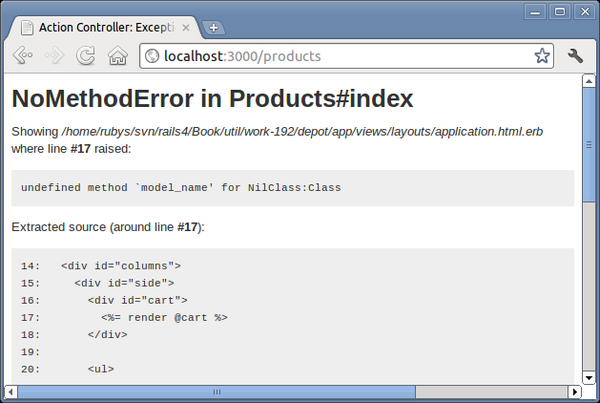 Action Controller: Excepti
localhost:3000/products
NoMethodError in Products#index
Showing /home/rubys/svn/rails4/Book/util/work-192/depot/app/views/layouts/application.html.erb
where line #17 raised:
undefined method `model_name' for NilClass:Class
Extracted source (around line #17):
14:   <div id="columns">
15:     <div id="side">
16:       <div id="cart">
17:         <%= render @cart %>
18:       </div>
19:
20:       <ul>